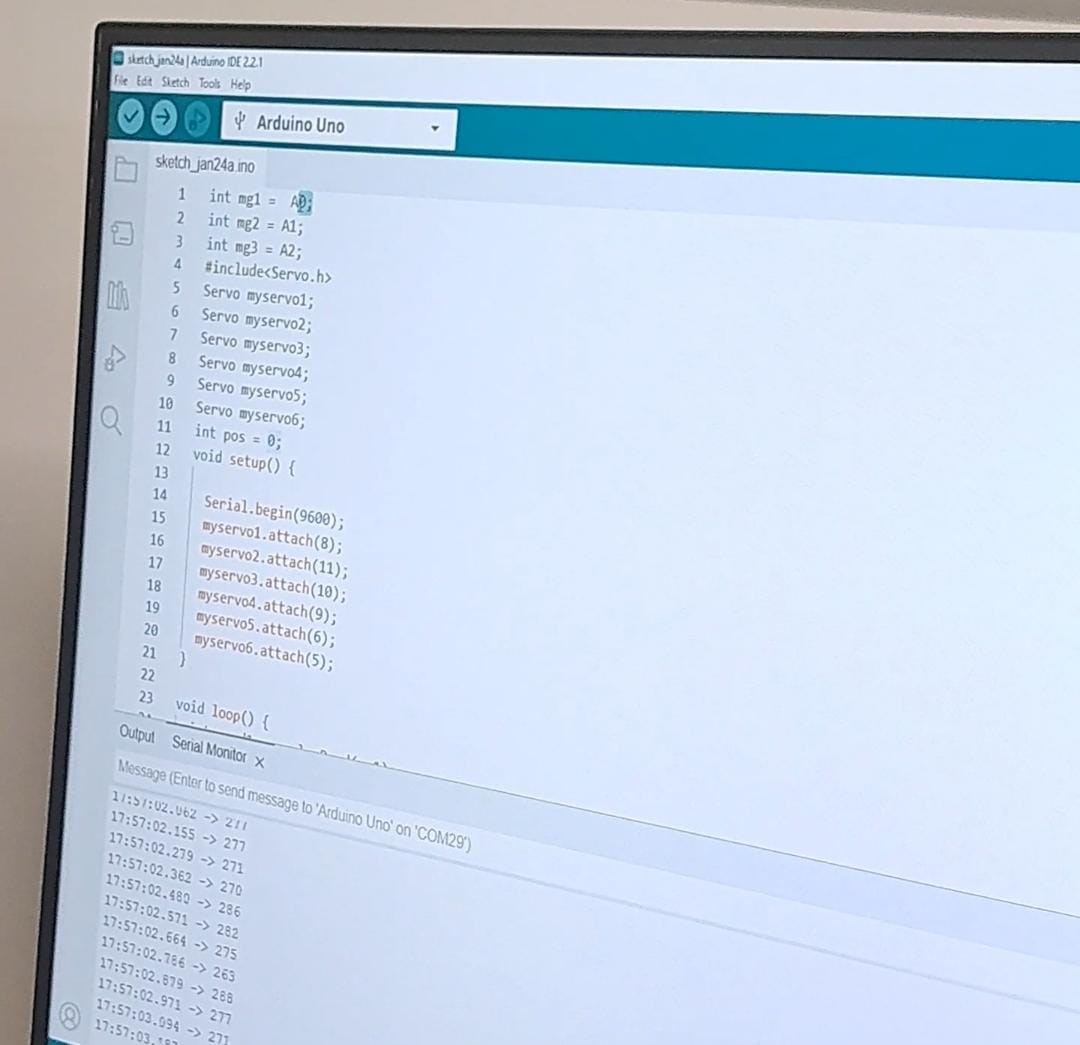 sketch_jan24a | Arduino IDE 2.2.1
File Edit Sketch Tools Help
Arduino Uno
sketch_jan24a.ino
1 int mg1 =  A0;
2 int mg2 = A1;
3 int mg3 = A2;
4 #include<Servo.h>
5 Servo myservo1;
6 Servo myservo2;
7 Servo myservo3;
8 Servo myservo4;
9 Servo myservo5;
10 Servo myservo6;
11 int pos = 0;
12 void setup() {
13
14 Serial.begin(9600);
15 myservo1.attach(8);
16 myservo2.attach(11);
17 myservo3.attach(10);
18 myservo4.attach(9);
19 myservo5.attach(6);
20 myservo6.attach(5);
21 }
22
23 void loop() {
Output Serial Monitor ×
Message (Enter to send message to 'Arduino Uno' on 'COM29')
17:57:02.062 -> 277
17:57:02.155 -> 277
17:57:02.279 -> 271
17:57:02.362 -> 270
17:57:02.480 -> 286
17:57:02.571 -> 282
17:57:02.664 -> 275
17:57:02.786 -> 263
17:57:02.879 -> 288
17:57:02.971 -> 277
17:57:03.094 -> 271